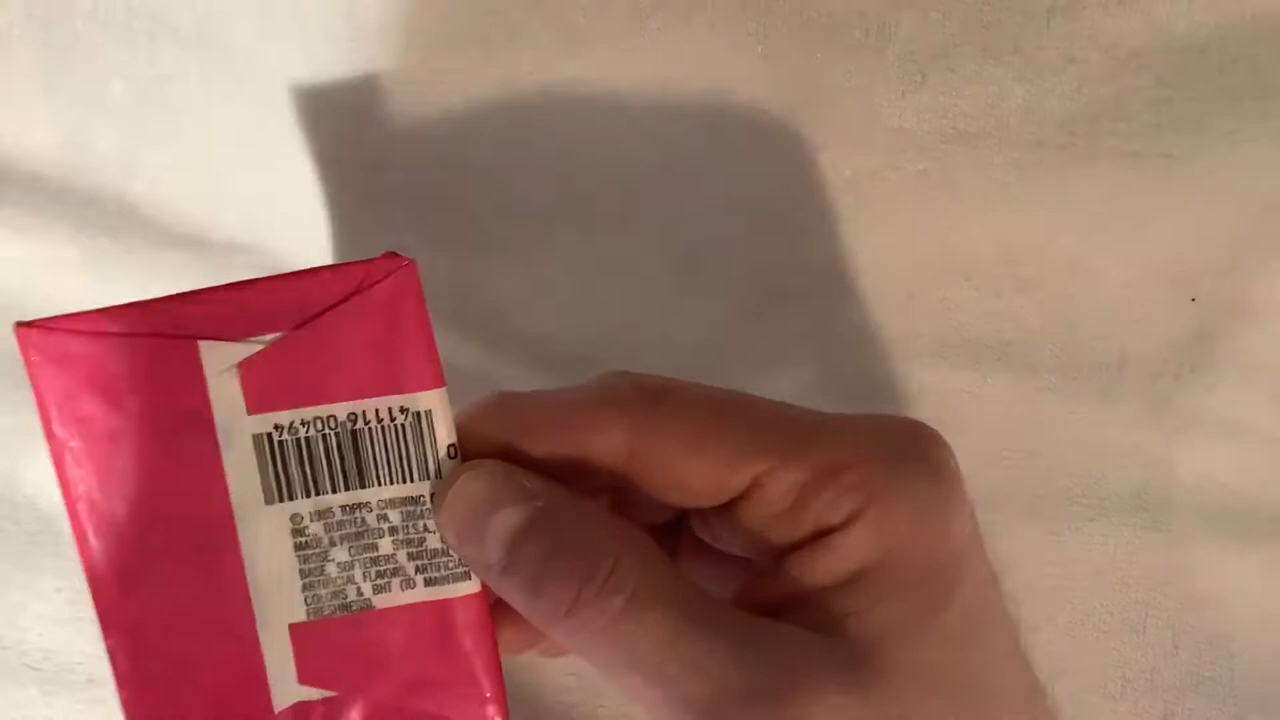 41116 00494
0
© 1985 TOPPS CHEWING
INC., DURYEA, PA. 18642
MADE & PRINTED IN U.S.A.,
TROSE, CORN SYRUP,
BASE, SOFTENERS, NATURAL
ARTIFICIAL FLAVORS, ARTIFICIAL
COLORS & BHT (TO MAINTAIN
FRESHNESS).